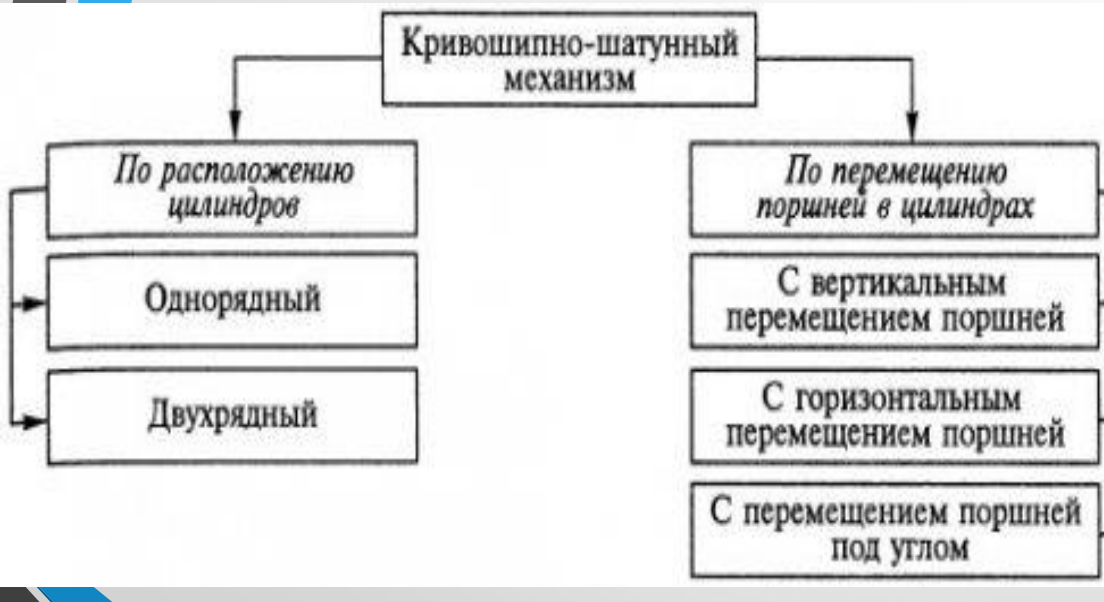 Кривошипно-шатунный
механизм
По расположению
цилиндров
Однорядный
Двухрядный
По перемещению
поршней в цилиндрах
С вертикальным
перемещением поршней
С горизонтальным
перемещением поршней
С перемещением поршней
под углом